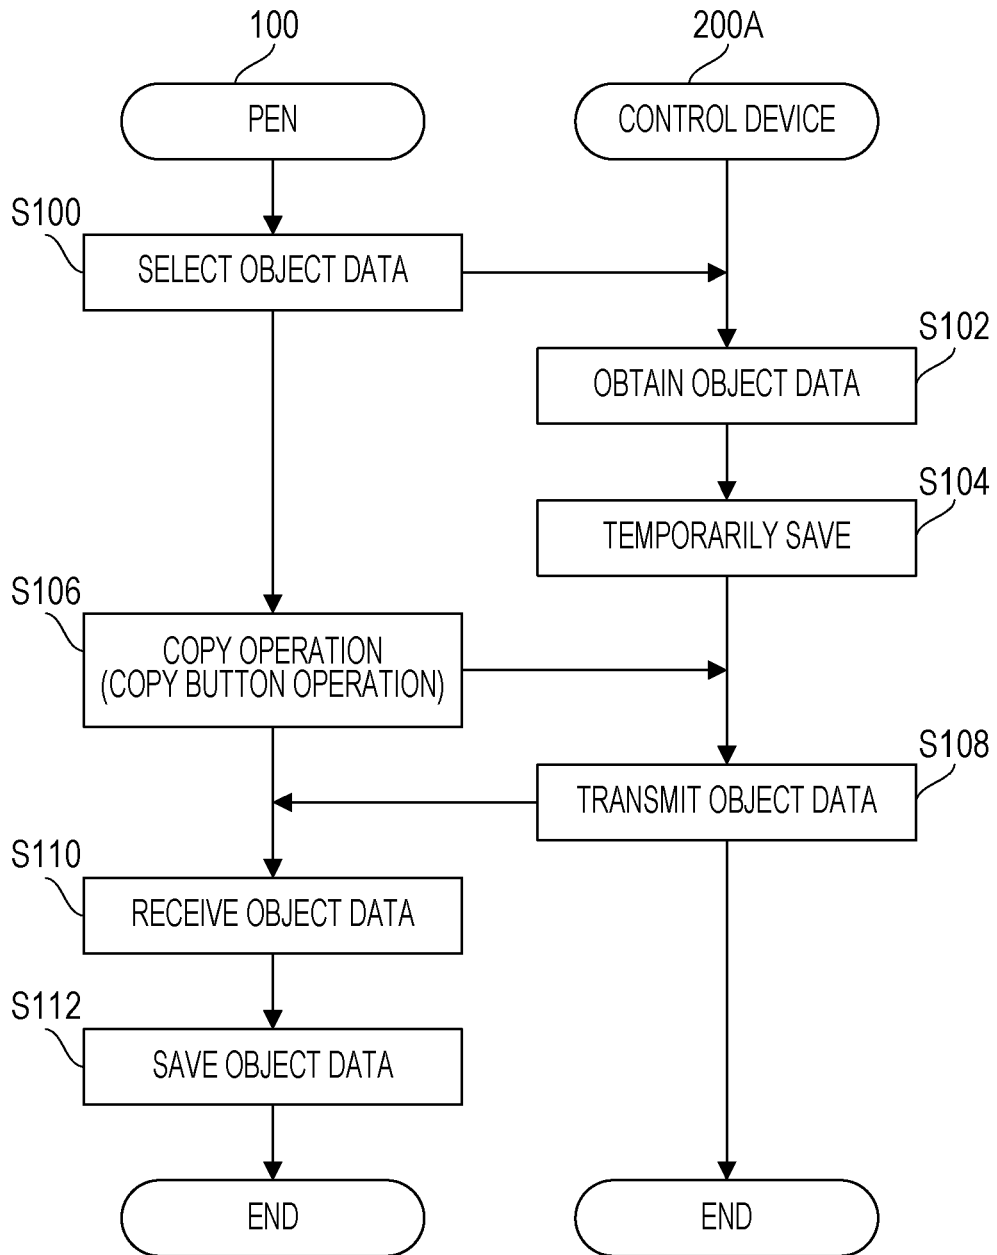 100
200A
PEN
CONTROL DEVICE
S100
SELECT OBJECT DATA
S102
OBTAIN OBJECT DATA
S104
TEMPORARILY SAVE
S106
COPY OPERATION
(COPY BUTTON OPERATION)
S108
TRANSMIT OBJECT DATA
S110
RECEIVE OBJECT DATA
S112
SAVE OBJECT DATA
END
END